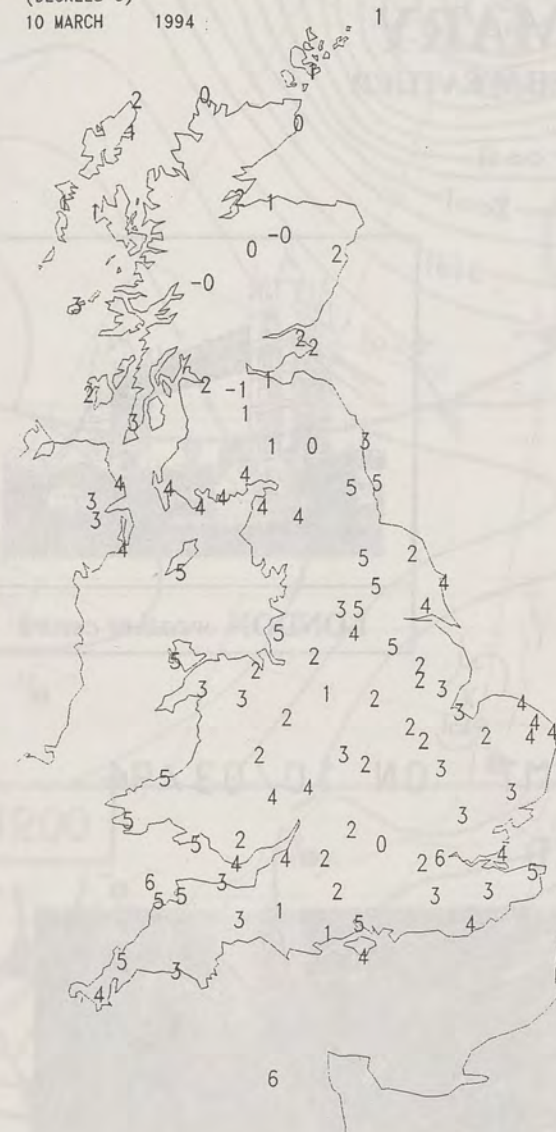 10 MARCH 1994
1
1
2 0
4 0
2 1
0 -0 2
-0
3
2 2
2 2 -1 1
3 1
1 0 3
4 4 4 5 5
3 4 4 4
3 4
4
5 5 2
5 4
3 5 4
5 4
5 2 2 5
3 3 1 2 2 2 3
2 3 4
2 4 4
2 3 2 2 3 2
5 4 4 3
5 3
5 2 2 0
4 4 2 2 6 4
6 3 5
5 5 2 3 3
3 1 5 4
1 4
5 3
4
6